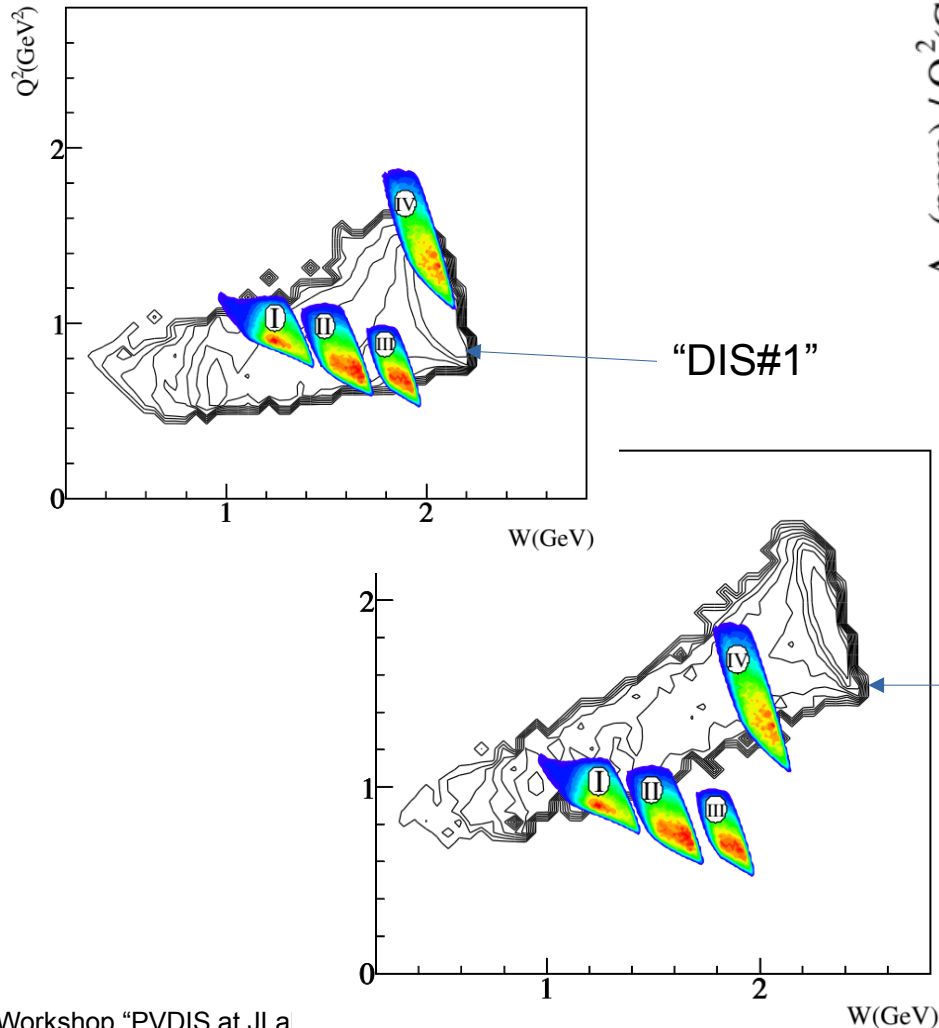 Q²(GeV²)
2
1
0
1
2
W(GeV)
I
II
III
IV
“DIS#1”
2
1
0
1
2
W(GeV)
I
II
III
IV
Workshop “PVDIS at